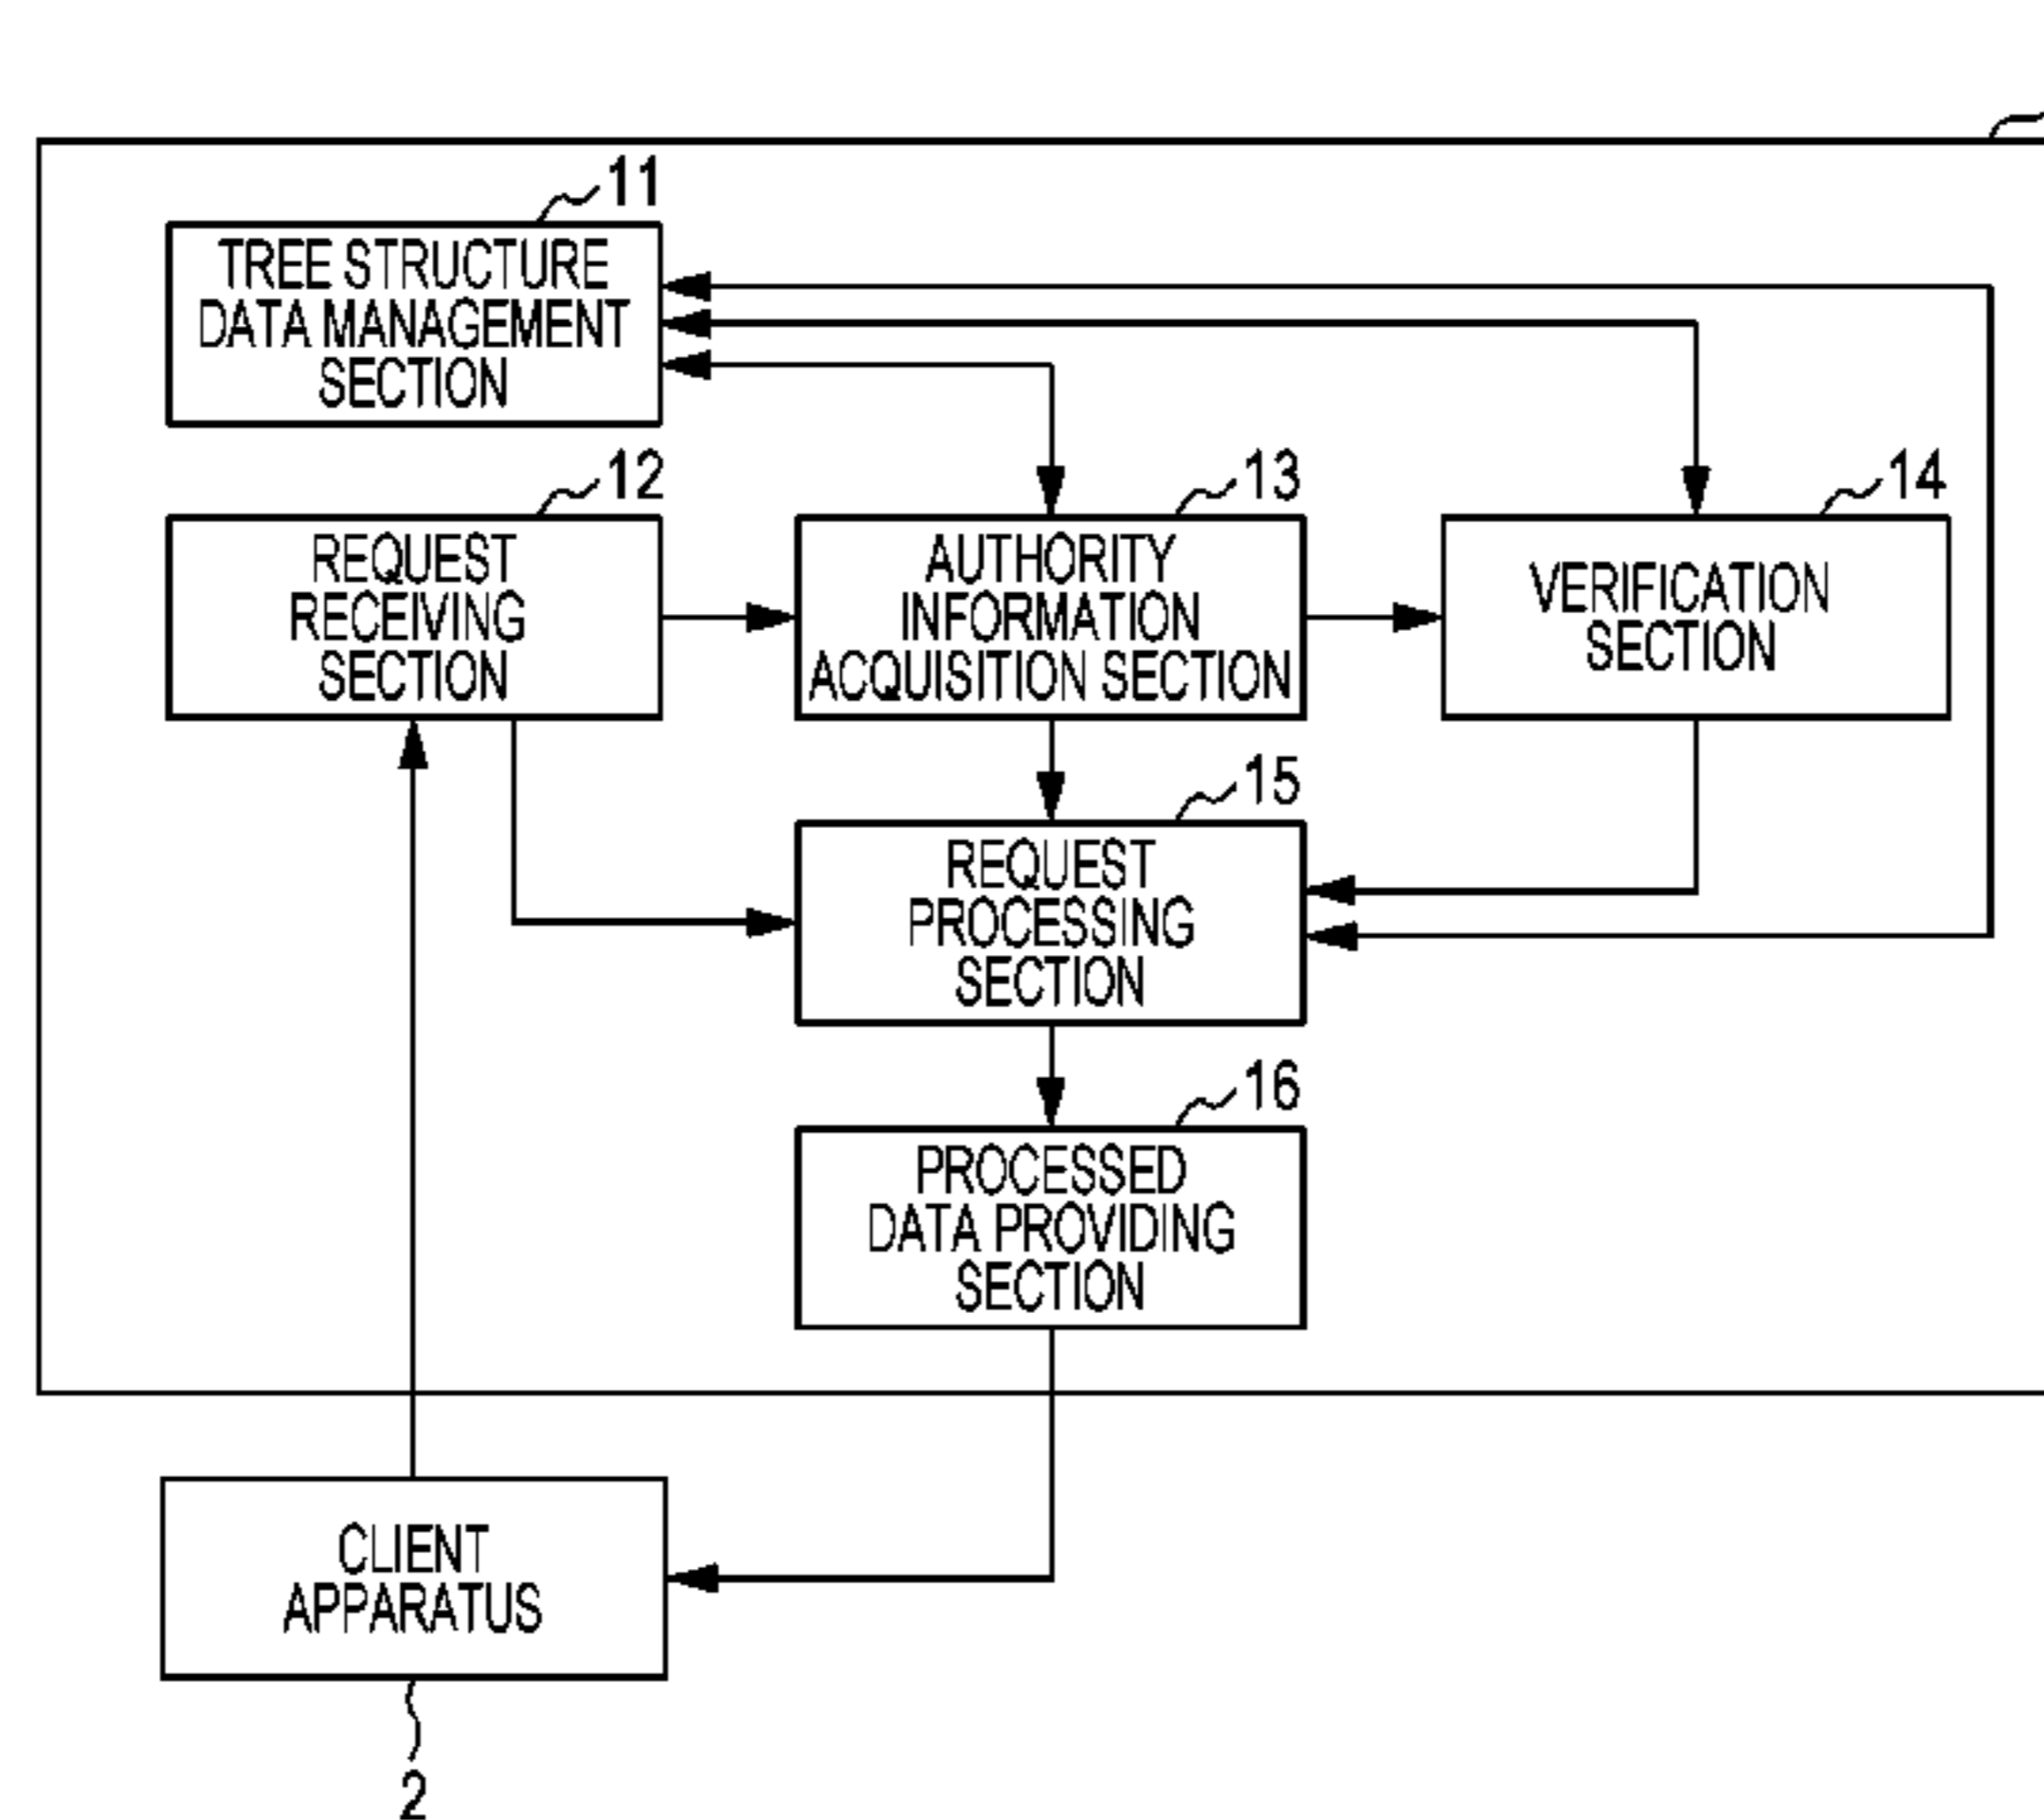 11
TREE STRUCTURE
DATA MANAGEMENT
SECTION
12
REQUEST
RECEIVING
SECTION
13
AUTHORITY
INFORMATION
ACQUISITION SECTION
14
VERIFICATION
SECTION
15
REQUEST
PROCESSING
SECTION
16
PROCESSED
DATA PROVIDING
SECTION
CLIENT
APPARATUS
2